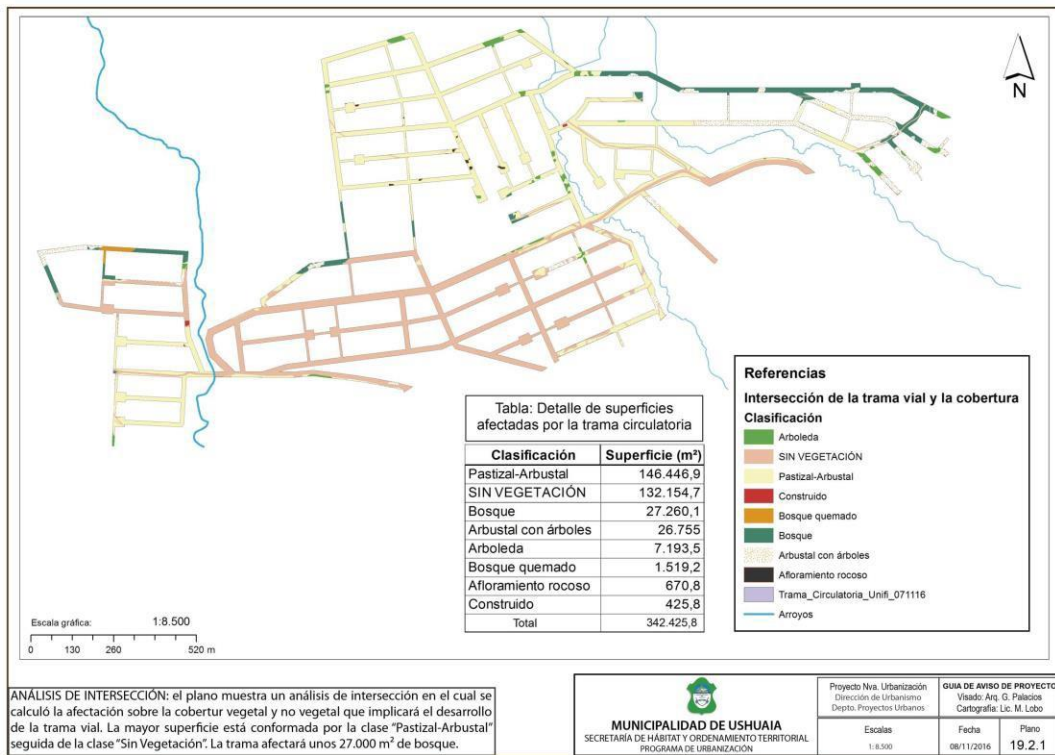 N
Tabla: Detalle de superficies
afectadas por la trama circulatoria
Clasificación Superficie (m²)
Pastizal-Arbustal 146.446,9
SIN VEGETACIÓN 132.154,7
Bosque 27.260,1
Arbustal con árboles 26.755
Arboleda 7.193,5
Bosque quemado 1.519,2
Afloramiento rocoso 670,8
Construido 425,8
Total 342.425,8
Referencias
Intersección de la trama vial y la cobertura
Clasificación
Arboleda
SIN VEGETACIÓN
Pastizal-Arbustal
Construido
Bosque quemado
Bosque
Arbustal con árboles
Afloramiento rocoso
Trama_Circulatoria_Unifi_071116
Arroyos
Escala gráfica: 1:8.500
0 130 260 520 m
ANÁLISIS DE INTERSECCIÓN: el plano muestra un análisis de intersección en el cual se
calculó la afectación sobre la cobertur vegetal y no vegetal que implicará el desarrollo
de la trama vial. La mayor superficie está conformada por la clase "Pastizal-Arbustal"
seguida de la clase "Sin Vegetación". La trama afectará unos 27.000 m² de bosque.
MUNICIPALIDAD DE USHUAIA
SECRETARÍA DE HÁBITAT Y ORDENAMIENTO TERRITORIAL
PROGRAMA DE URBANIZACIÓN
Proyecto Nva. Urbanización
Dirección de Urbanismo
Depto. Proyectos Urbanos
GUIA DE AVISO DE PROYECTO
Visado: Arq. G. Palacios
Cartografía: Lic. M. Lobo
Escalas Fecha Plano
1:8.500 08/11/2016 19.2.1